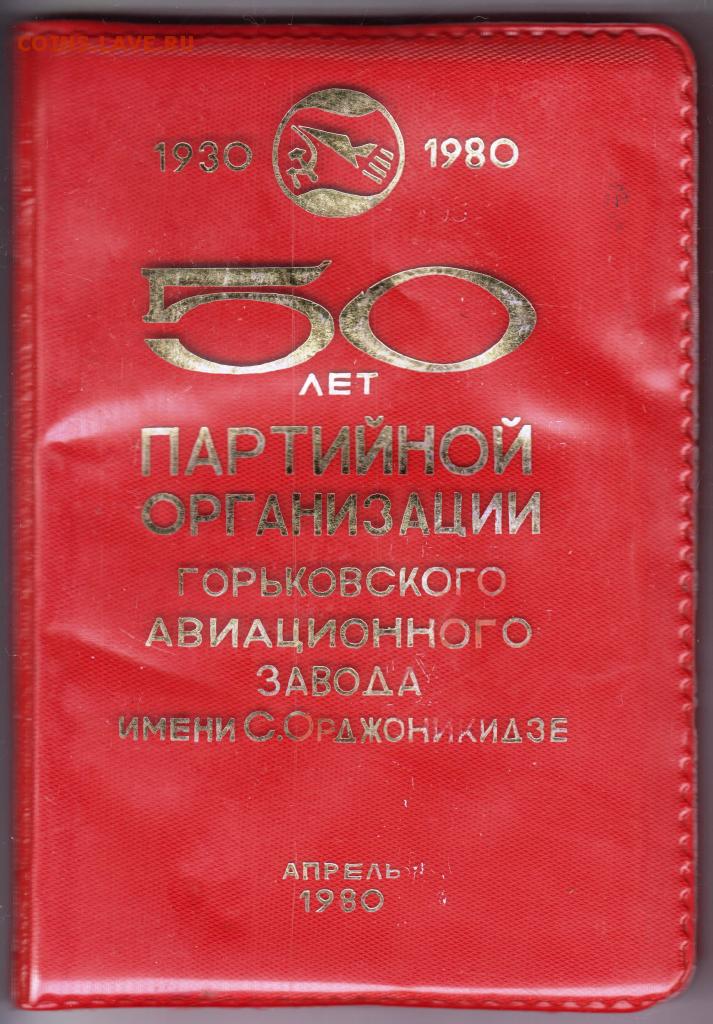 COINS.LAVE.RU
1930 1980
50
ЛЕТ
ПАРТИЙНОЙ
ОРГАНИЗАЦИИ
ГОРЬКОВСКОГО
АВИАЦИОННОГО
ЗАВОДА
ИМЕНИ С.ОРДЖОНИКИДЗЕ
АПРЕЛЬ
1980